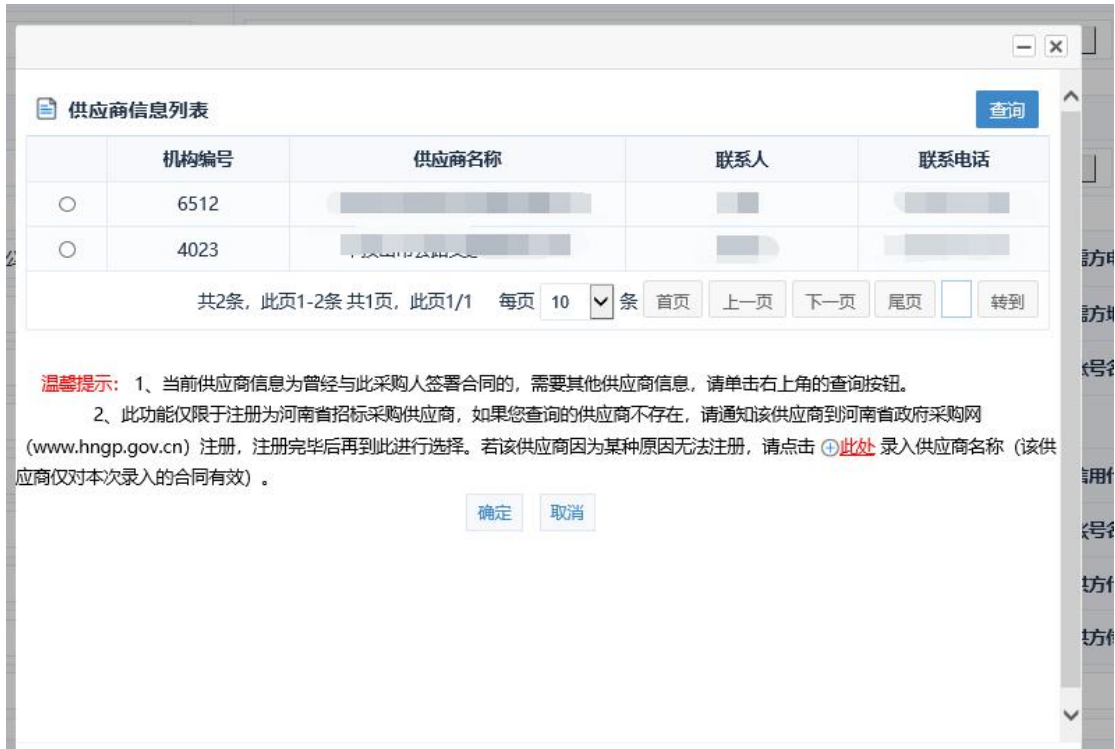 供应商信息列表
查询
机构编号 供应商名称 联系人 联系电话
6512
4023
共2条，此页1-2条 共1页，此页1/1 每页 10 条 首页 上一页 下一页 尾页 转到
温馨提示： 1、当前供应商信息为曾经与此采购人签署合同的，需要其他供应商信息，请单击右上角的查询按钮。
2、此功能仅限于注册为河南省招标采购供应商，如果您查询的供应商不存在，请通知该供应商到河南省政府采购网
(www.hngp.gov.cn）注册，注册完毕后再到此进行选择。若该供应商因为某种原因无法注册，请点击 此处 录入供应商名称（该供
应商仅对本次录入的合同有效）。
确定 取消